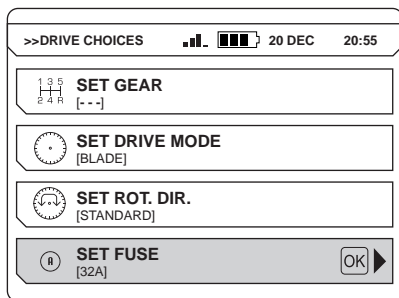 >>DRIVE CHOICES 20 DEC 20:55
1 3 5
2 4 R
SET GEAR
[- - -]
SET DRIVE MODE
[BLADE]
SET ROT. DIR.
[STANDARD]
A
SET FUSE
[32A]
OK